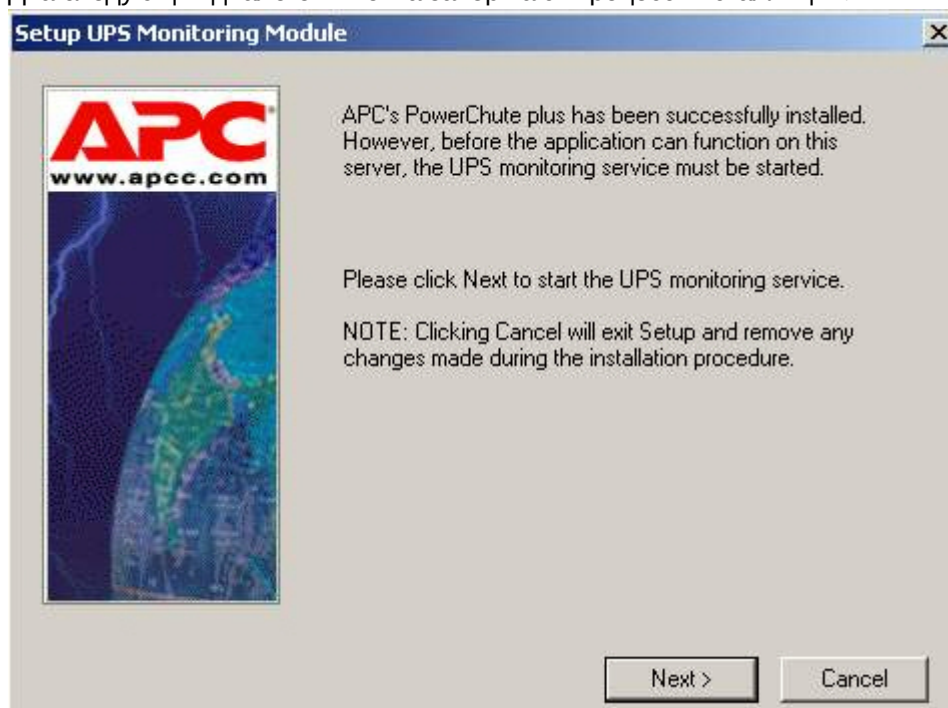 Setup UPS Monitoring Module
APC
www.apcc.com
APC's PowerChute plus has been successfully installed.
However, before the application can function on this
server, the UPS monitoring service must be started.
Please click Next to start the UPS monitoring service.
NOTE: Clicking Cancel will exit Setup and remove any
changes made during the installation procedure.
Next >
Cancel